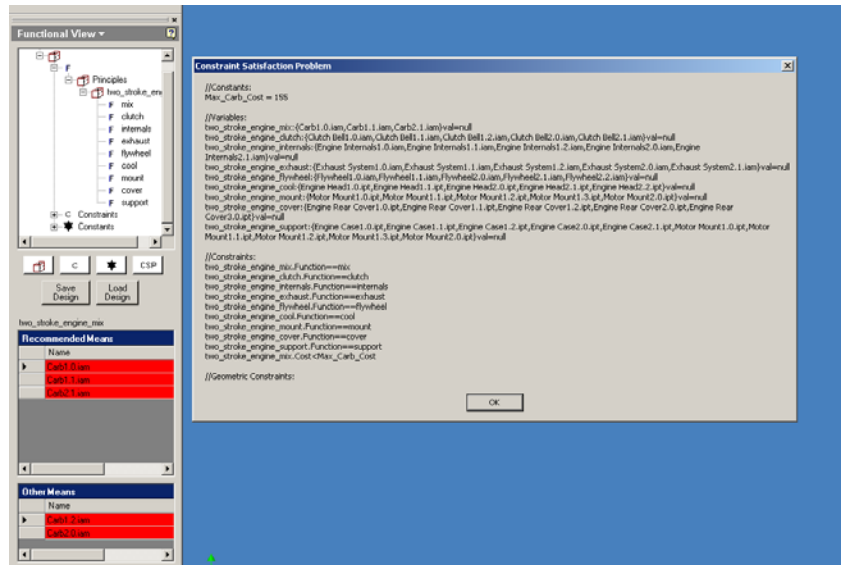 Functional View
F
Principles
two_stroke_en
F mix
F clutch
F internals
F exhaust
F flywheel
F cool
F mount
F cover
F support
C Constraints
Constants
C
CSP
Save Design
Load Design
two_stroke_engine_mix
Recommended Means
Name
Carb1.0.iam
Carb1.1.iam
Carb2.1.iam
Other Means
Name
Carb1.2.iam
Carb2.0.iam
Constraint Satisfaction Problem
//Constants:
Max_Carb_Cost = 155
//Variables:
two_stroke_engine_mix:{Carb1.0.iam,Carb1.1.iam,Carb2.1.iam}val=null
two_stroke_engine_clutch:{Clutch Bell1.0.iam,Clutch Bell1.1.iam,Clutch Bell1.2.iam,Clutch Bell2.0.iam,Clutch Bell2.1.iam}val=null
two_stroke_engine_internals:{Engine Internals1.0.iam,Engine Internals1.1.iam,Engine Internals1.2.iam,Engine Internals2.0.iam,Engine
Internals2.1.iam}val=null
two_stroke_engine_exhaust:{Exhaust System1.0.iam,Exhaust System1.1.iam,Exhaust System1.2.iam,Exhaust System2.0.iam,Exhaust System2.1.iam}val=null
two_stroke_engine_flywheel:{Flywheel1.0.iam,Flywheel1.1.iam,Flywheel2.0.iam,Flywheel2.1.iam,Flywheel2.2.iam}val=null
two_stroke_engine_cool:{Engine Head1.0.ipt,Engine Head1.1.ipt,Engine Head2.0.ipt,Engine Head2.1.ipt,Engine Head2.2.ipt}val=null
two_stroke_engine_mount:{Motor Mount1.0.ipt,Motor Mount1.1.ipt,Motor Mount1.2.ipt,Motor Mount1.3.ipt,Motor Mount2.0.ipt}val=null
two_stroke_engine_cover:{Engine Rear Cover1.0.ipt,Engine Rear Cover1.1.ipt,Engine Rear Cover1.2.ipt,Engine Rear Cover2.0.ipt,Engine Rear
Cover3.0.ipt}val=null
two_stroke_engine_support:{Engine Case1.0.ipt,Engine Case1.1.ipt,Engine Case1.2.ipt,Engine Case2.0.ipt,Engine Case2.1.ipt,Motor Mount1.0.ipt,Motor
Mount1.1.ipt,Motor Mount1.2.ipt,Motor Mount1.3.ipt,Motor Mount2.0.ipt}val=null
//Constraints:
two_stroke_engine_mix.Function==mix
two_stroke_engine_clutch.Function==clutch
two_stroke_engine_internals.Function==internals
two_stroke_engine_exhaust.Function==exhaust
two_stroke_engine_flywheel.Function==flywheel
two_stroke_engine_cool.Function==cool
two_stroke_engine_mount.Function==mount
two_stroke_engine_cover.Function==cover
two_stroke_engine_support.Function==support
two_stroke_engine_mix.Cost<Max_Carb_Cost
//Geometric Constraints:
OK